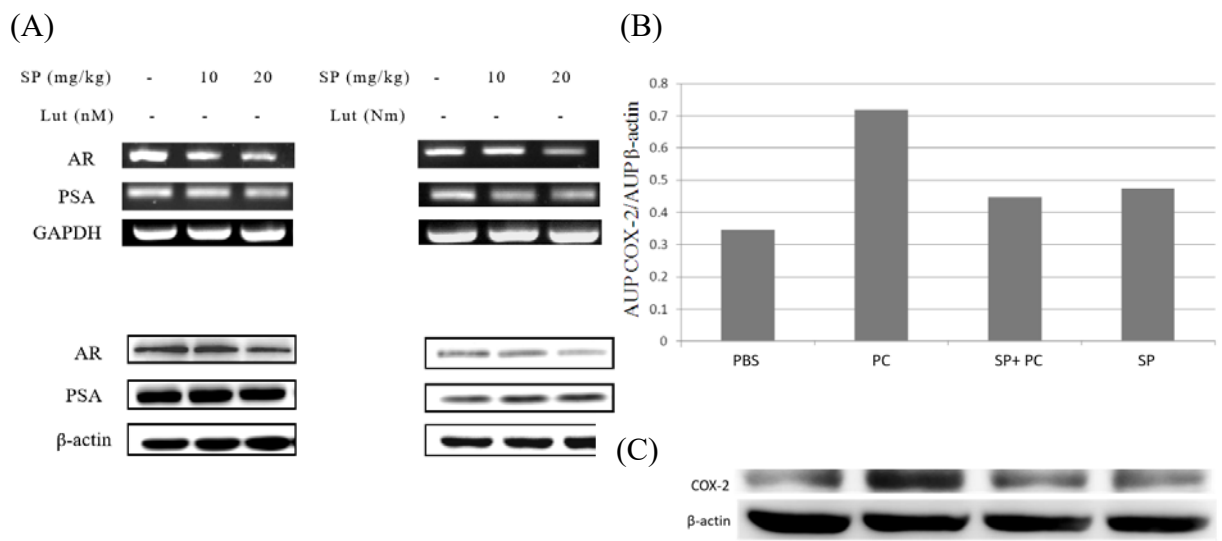 (A)
SP (mg/kg) - 10 20
Lut (nM) - - -
AR
PSA
GAPDH
AR
PSA
β-actin
SP (mg/kg) - 10 20
Lut (Nm) - - -
(B)
AUP COX-2/AUP β-actin
0.8
0.7
0.6
0.5
0.4
0.3
0.2
0.1
0
PBS PC SP+ PC SP
(C)
COX-2
β-actin